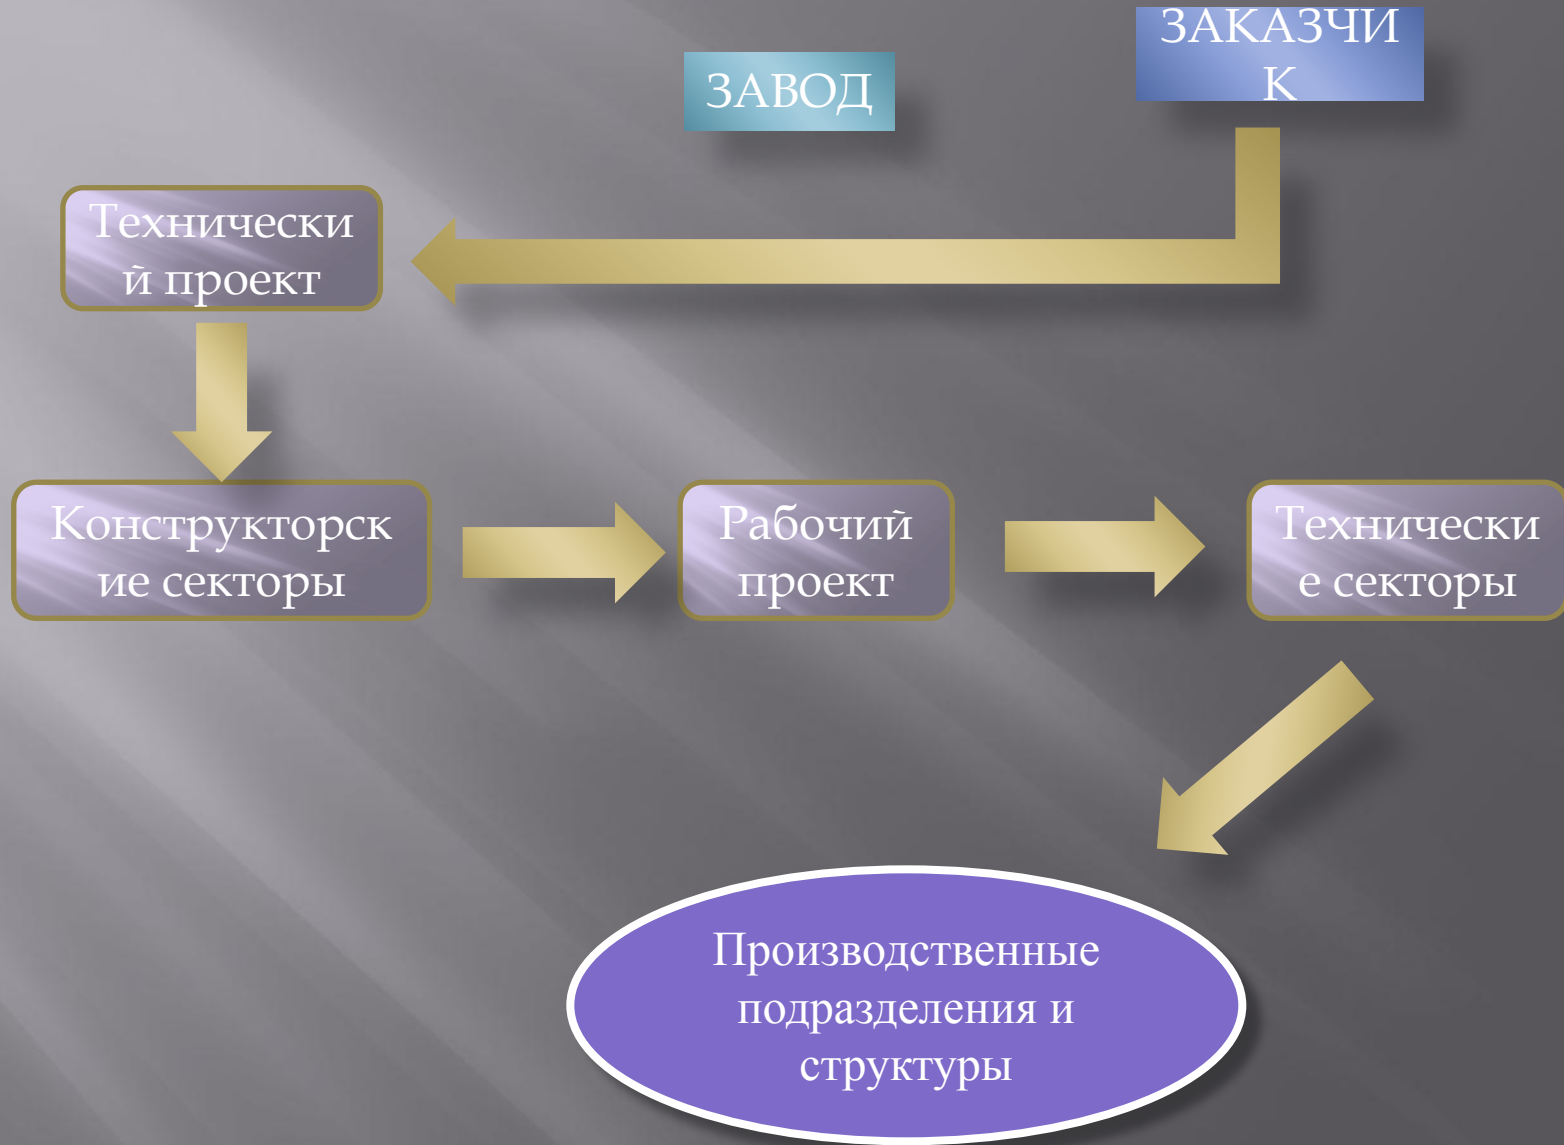 ЗАКАЗЧИ
К
ЗАВОД
Технически
й проект
Конструкторск
ие секторы
Рабочий
проект
Технически
е секторы
Производственные
подразделения и
структуры